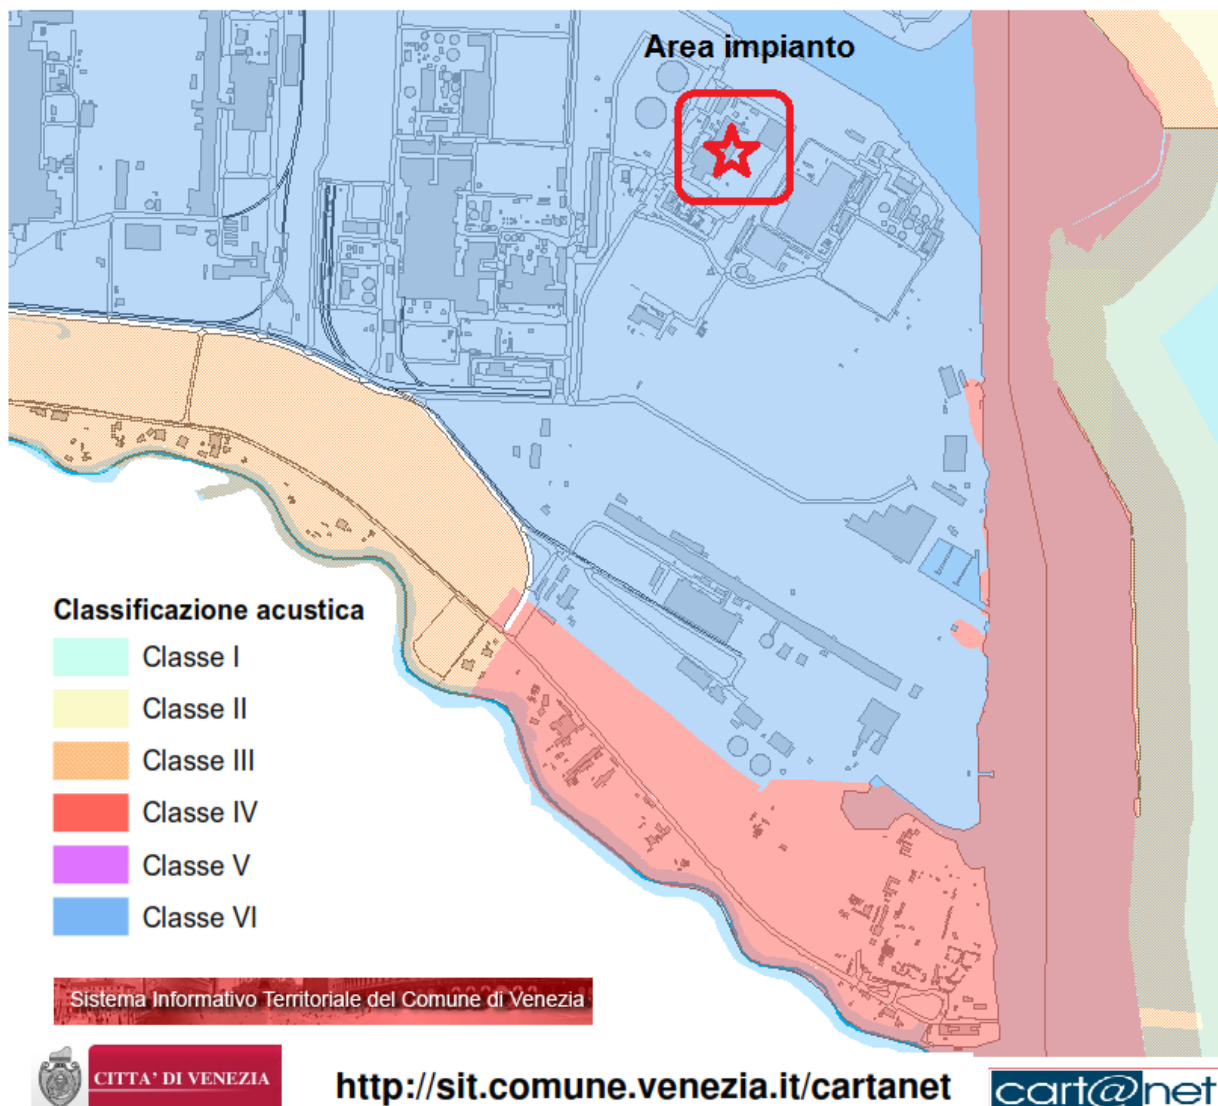 Area impianto
Classificazione acustica
Classe I
Classe II
Classe III
Classe IV
Classe V
Classe VI
Sistema Informativo Territoriale del Comune di Venezia
CITTA' DI VENEZIA
http://sit.comune.venezia.it/cartanet
cart@net